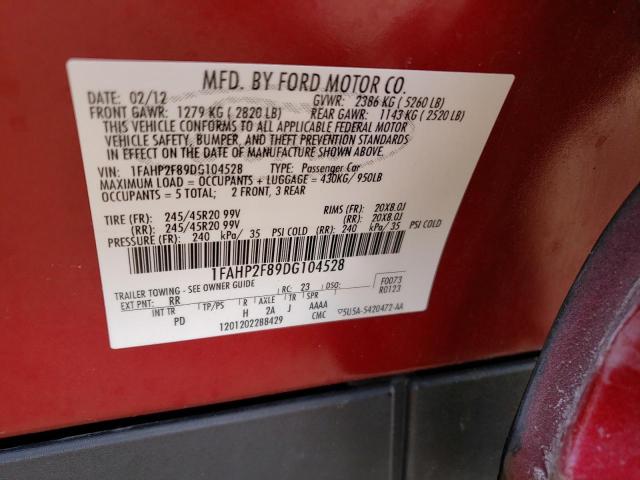 MFD. BY FORD MOTOR CO.
DATE: 02/12 GVWR: 2386 KG ( 5260 LB)
FRONT GAWR: 1279 KG ( 2820 LB) REAR GAWR: 1143 KG ( 2520 LB)
THIS VEHICLE CONFORMS TO ALL APPLICABLE FEDERAL MOTOR
VEHICLE SAFETY, BUMPER, AND THEFT PREVENTION STANDARDS
IN EFFECT ON THE DATE OF MANUFACTURE SHOWN ABOVE.
VIN: 1FAHP2F89DG104528 TYPE: Passenger Car
MAXIMUM LOAD = OCCUPANTS + LUGGAGE = 430KG/ 950LB
OCCUPANTS = 5 TOTAL; 2 FRONT, 3 REAR
TIRE (FR): 245/45R20 99V RIMS (FR): 20X8.0J
(RR): 245/45R20 99V (RR): 20X8.0J
PRESSURE (FR): 240 kPa/ 35 PSI COLD (RR): 240 kPa/35 PSI COLD
1FAHP2F89DG104528
TRAILER TOWING - SEE OWNER GUIDE
EXT PNT: RR RC: 23 DSO: F0073
R0123
INT TR TP/PS R AXLE TR SPR
PD H 2A J AAAA
1201202288429 CMC 5U5A-5420472-AA